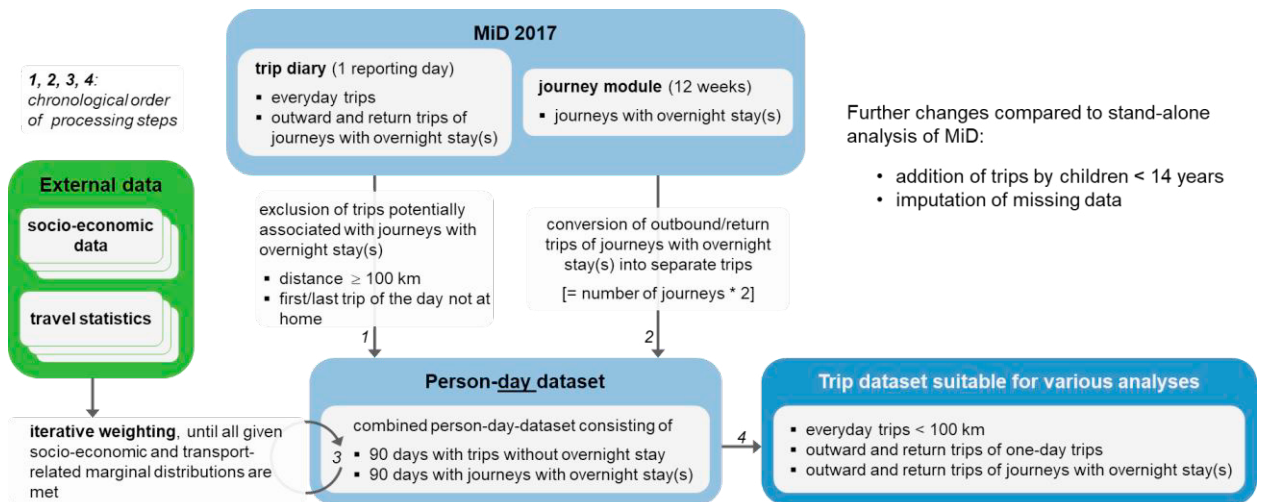 MiD 2017
trip diary (1 reporting day)
▪ everyday trips
▪ outward and return trips of
journeys with overnight stay(s)
journey module (12 weeks)
▪ journeys with overnight stay(s)
1, 2, 3, 4:
chronological order
of processing steps
Further changes compared to stand-alone
analysis of MiD:
• addition of trips by children < 14 years
• imputation of missing data
External data
socio-economic
data
travel statistics
exclusion of trips potentially
associated with journeys with
overnight stay(s)
▪ distance ≥ 100 km
▪ first/last trip of the day not at
home
1
conversion of outbound/return
trips of journeys with overnight
stay(s) into separate trips
[= number of journeys * 2]
2
iterative weighting, until all given
socio-economic and transport-
related marginal distributions are
met
3
Person-day dataset
combined person-day-dataset consisting of
▪ 90 days with trips without overnight stay
▪ 90 days with journeys with overnight stay(s)
4
Trip dataset suitable for various analyses
▪ everyday trips < 100 km
▪ outward and return trips of one-day trips
▪ outward and return trips of journeys with overnight stay(s)